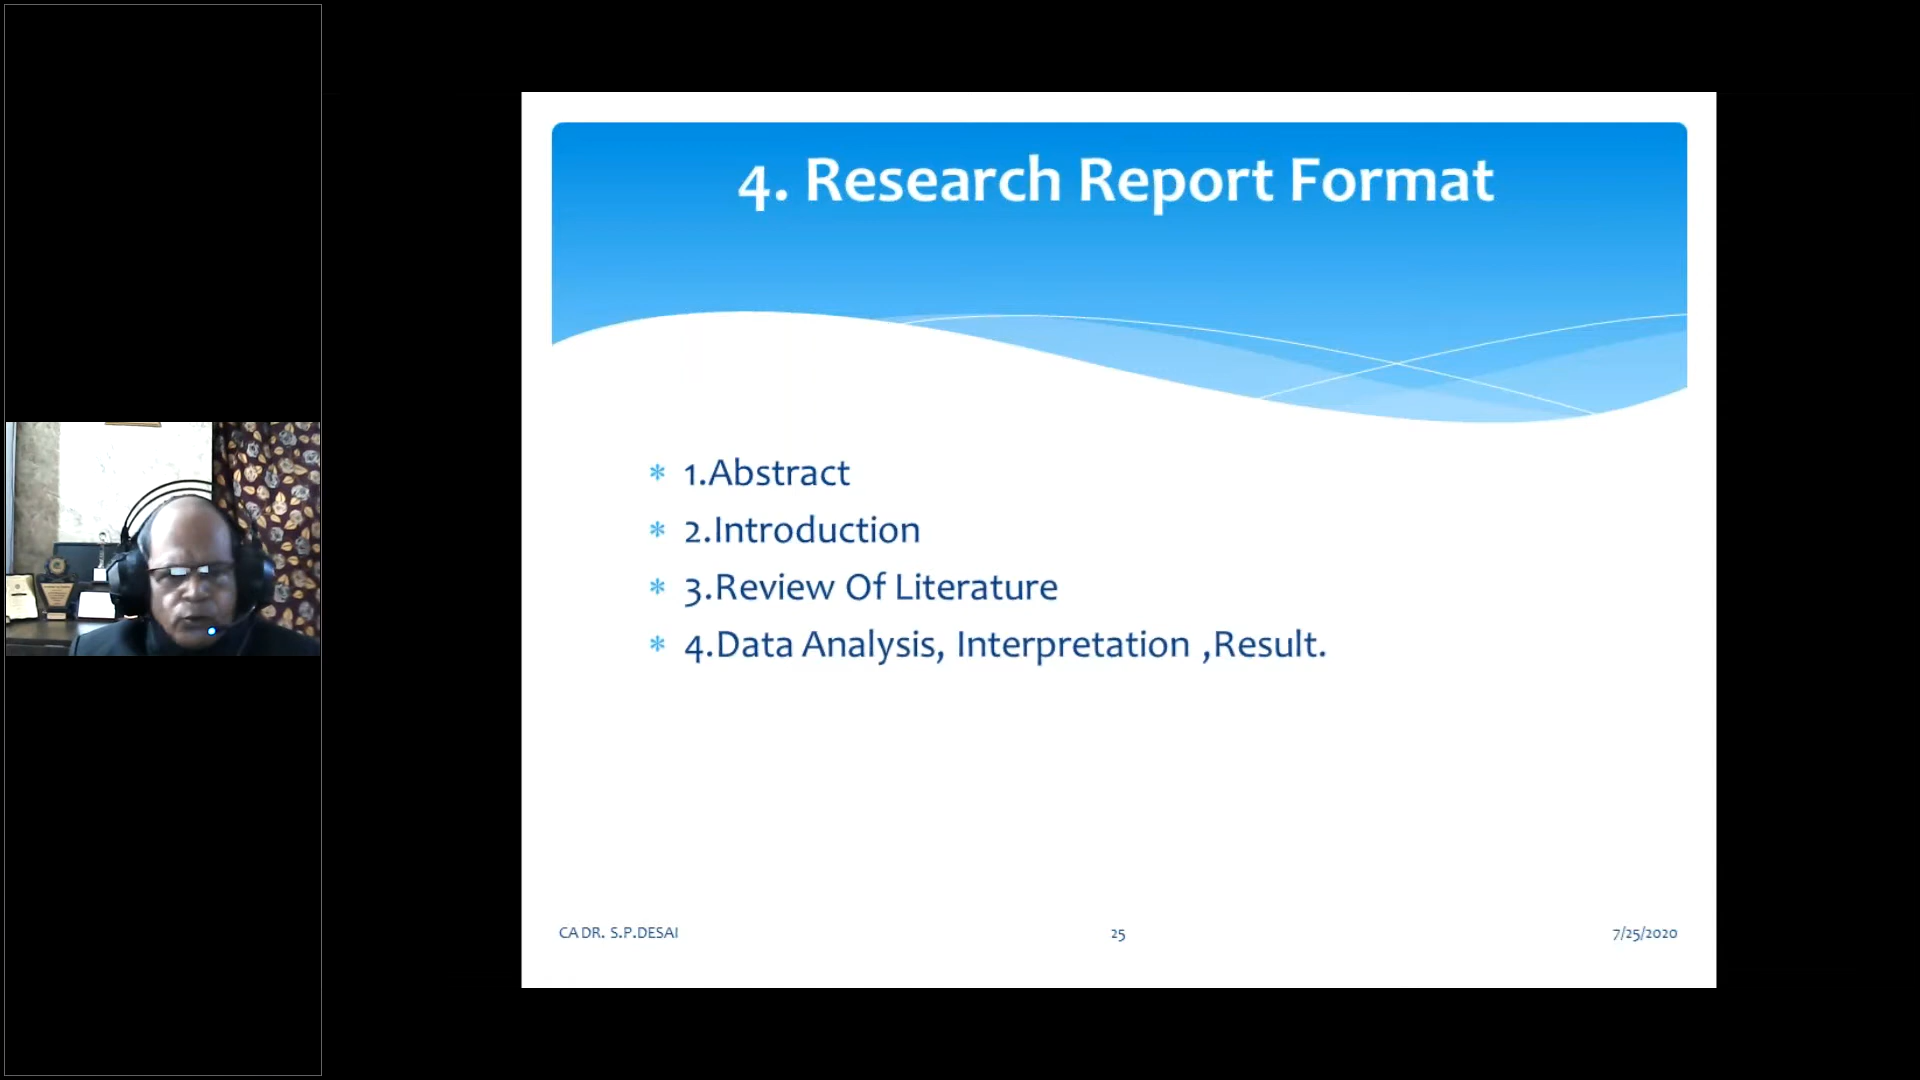 4. Research Report Format
* 1.Abstract
* 2.Introduction
* 3.Review Of Literature
* 4.Data Analysis, Interpretation ,Result.
CA DR. S.P.DESAI
25
7/25/2020